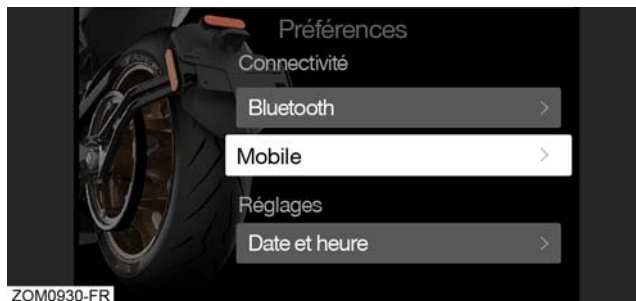 Préférences
Connectivité
Bluetooth
Mobile
Réglages
Date et heure
ZOM0930-FR